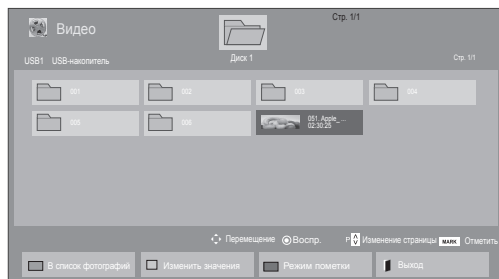 Стр. 1/1
Видео
Диск 1
USB1 USB-накопитель Стр. 1/1
001 002 003 004
005 006 051. Apple_ ...
02:30:25
Перемещение Воспр. P Изменение страницы MARK Отметить
В список фотографий Изменить значения Режим пометки Выход